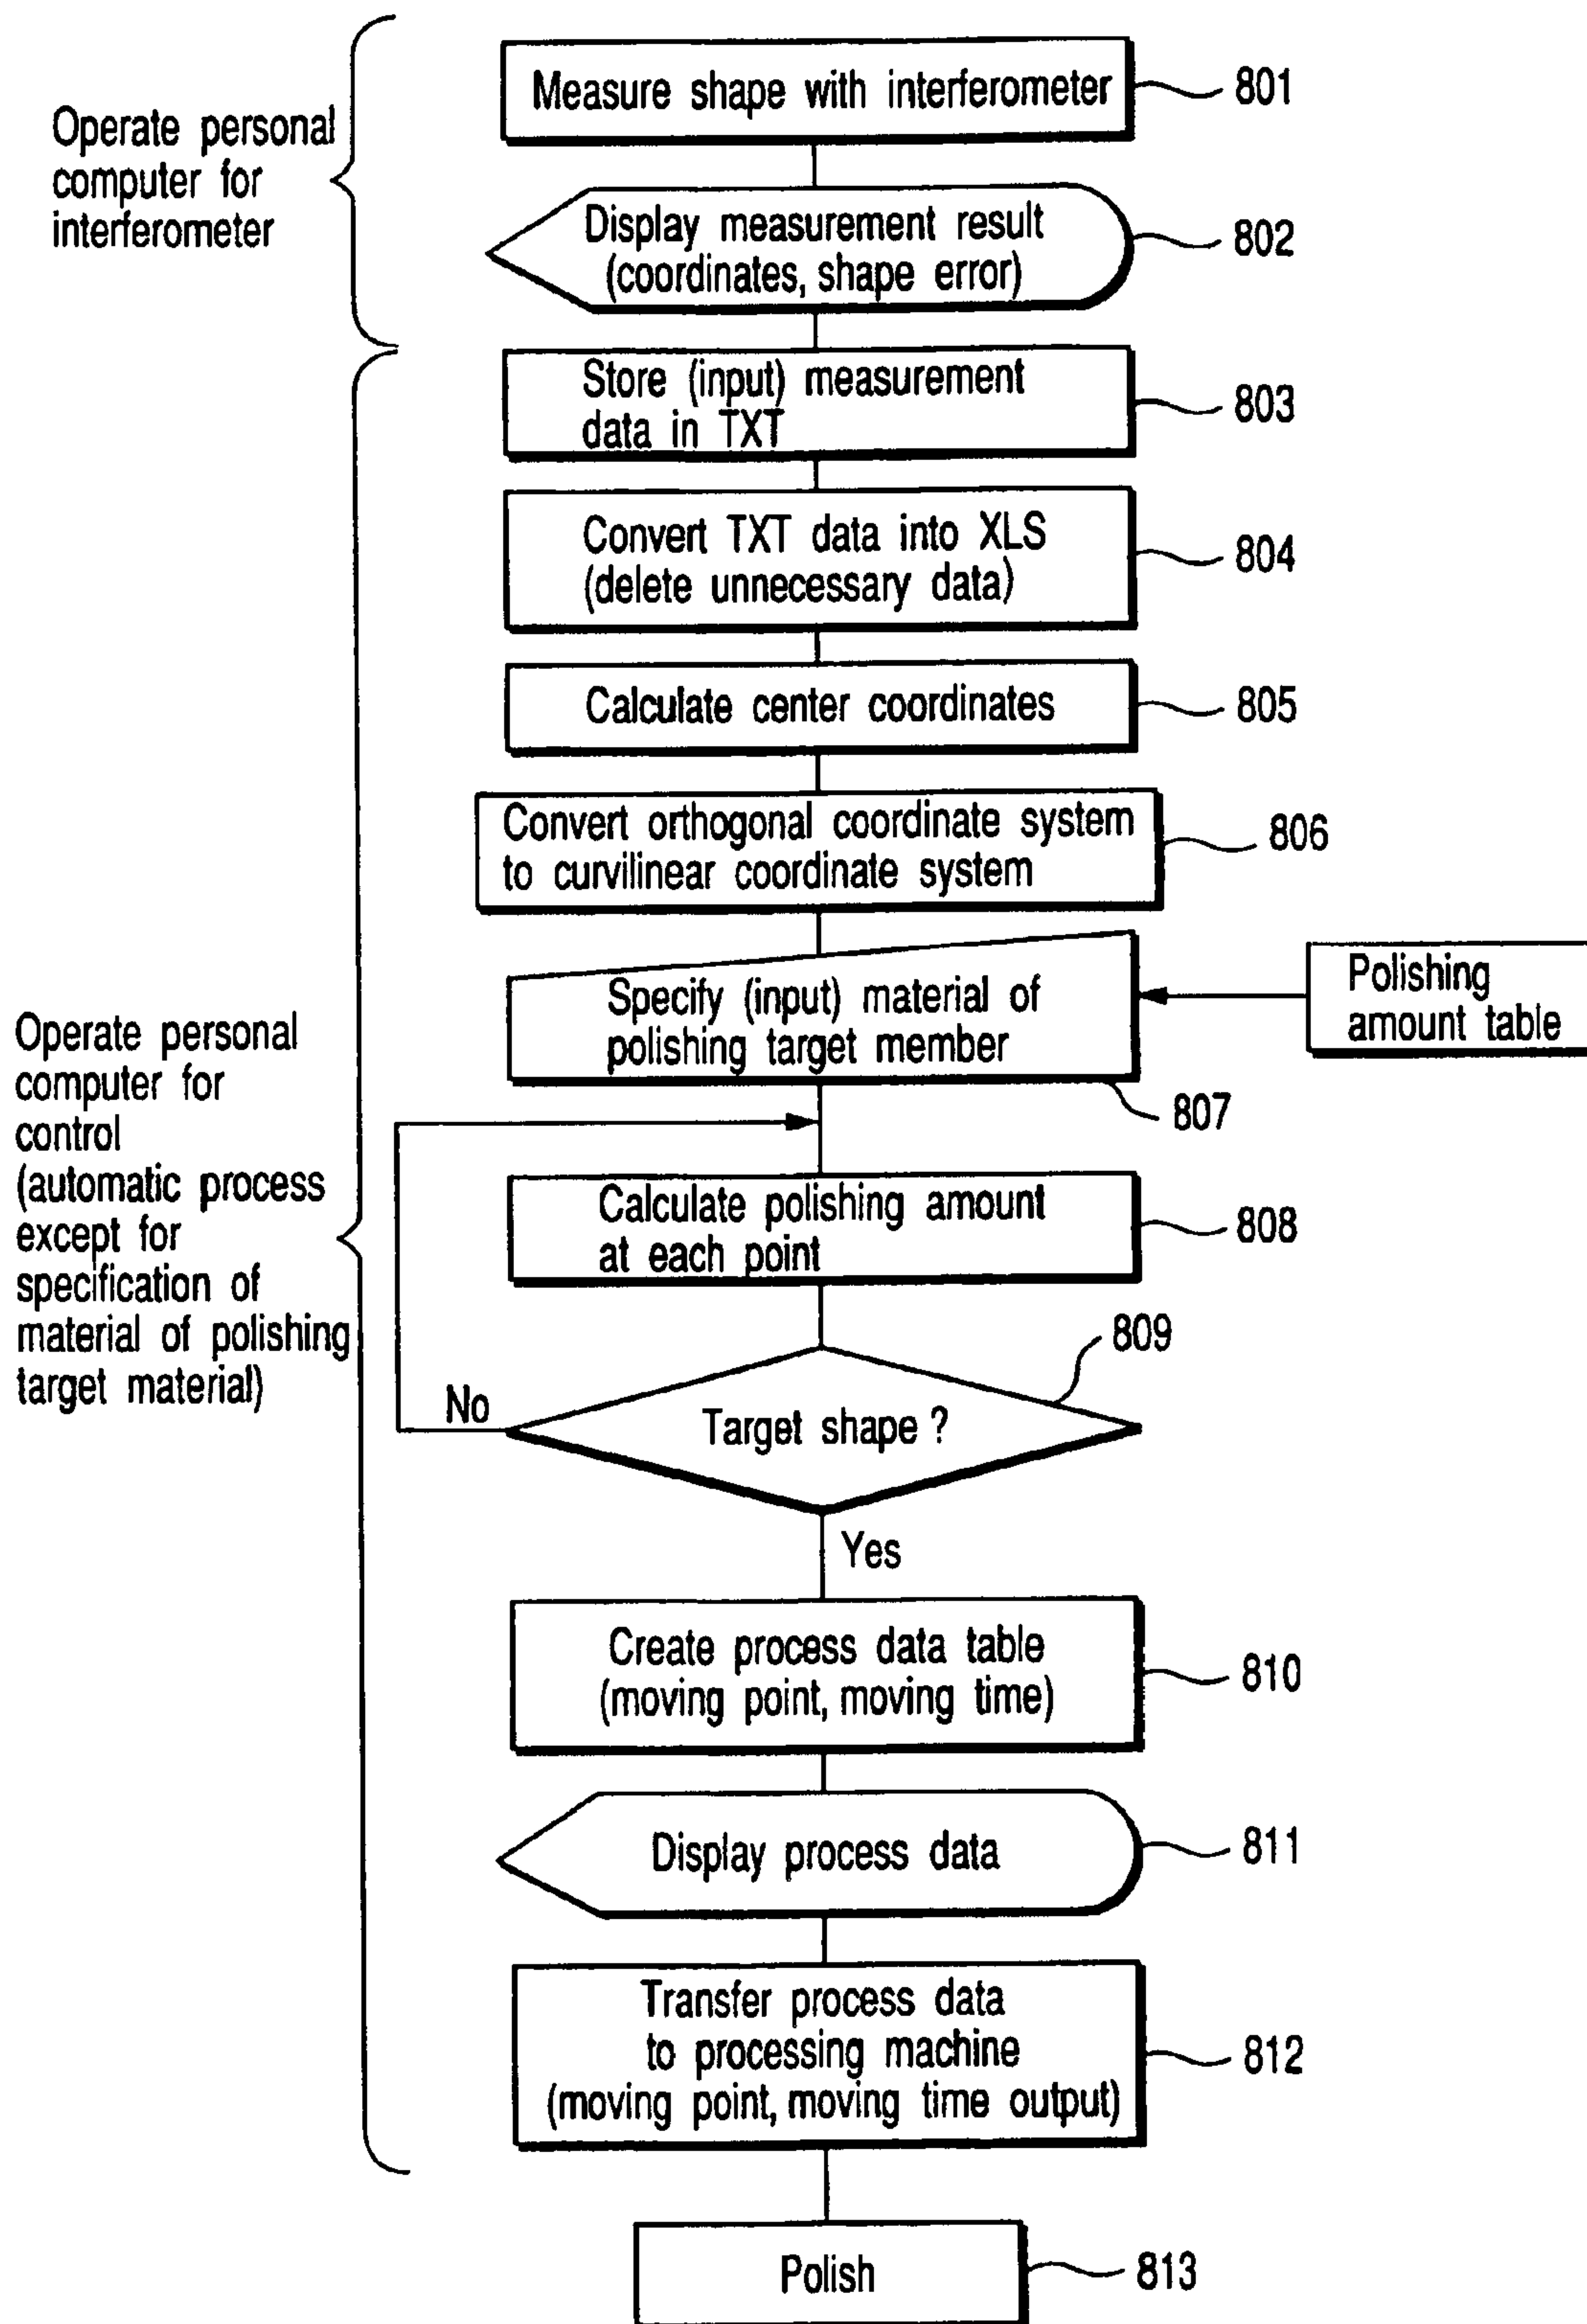 Measure shape with interferometer
801
Operate personal
computer for
interferometer
Display measurement result
(coordinates, shape error)
802
Store (input) measurement
data in TXT
803
Convert TXT data into XLS
(delete unnecessary data)
804
Calculate center coordinates
805
Convert orthogonal coordinate system
to curvilinear coordinate system
806
Specify (input) material of
polishing target member
807
Polishing
amount table
Operate personal
computer for
control
(automatic process
except for
specification of
material of polishing
target material)
Calculate polishing amount
at each point
808
Target shape ?
809
No
Yes
Create process data table
(moving point, moving time)
810
Display process data
811
Transfer process data
to processing machine
(moving point, moving time output)
812
Polish
813